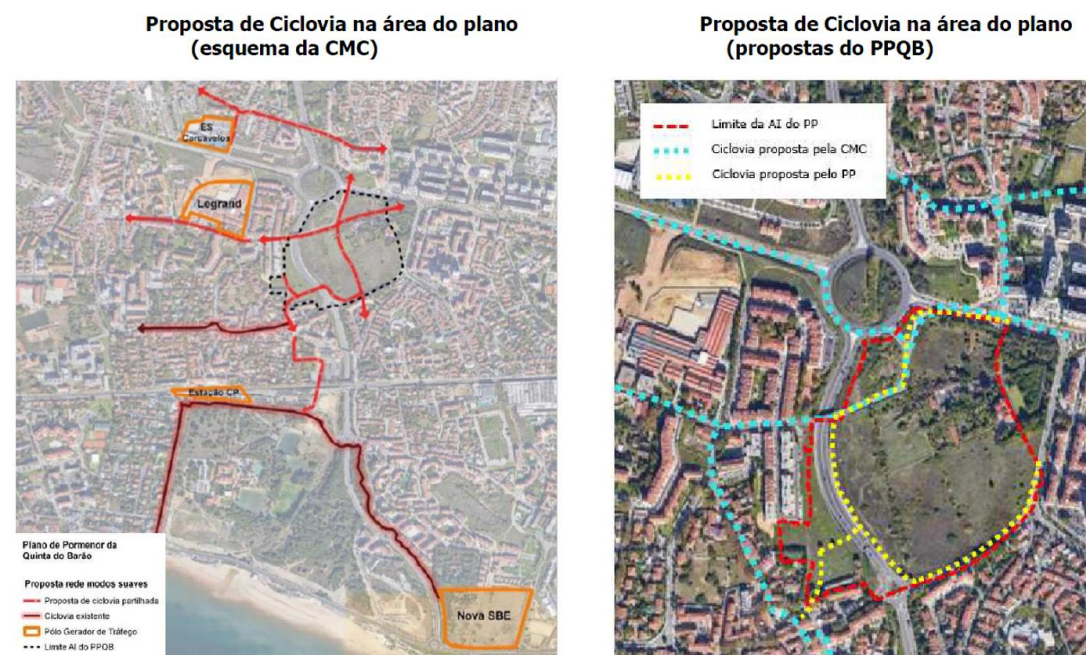 Proposta de Ciclovia na área do plano
(esquema da CMC)
ES
Carcavelos
Legrand
Estação CP
Nova SBE
Plano de Pormenor da
Quinta do Barão
Proposta rede modos suaves
Proposta de ciclovia partilhada
Ciclovia existente
Pólo Gerador de Tráfego
Limite AI do PPQB
Proposta de Ciclovia na área do plano
(propostas do PPQB)
Limite da AI do PP
Ciclovia proposta pela CMC
Ciclovia proposta pelo PP